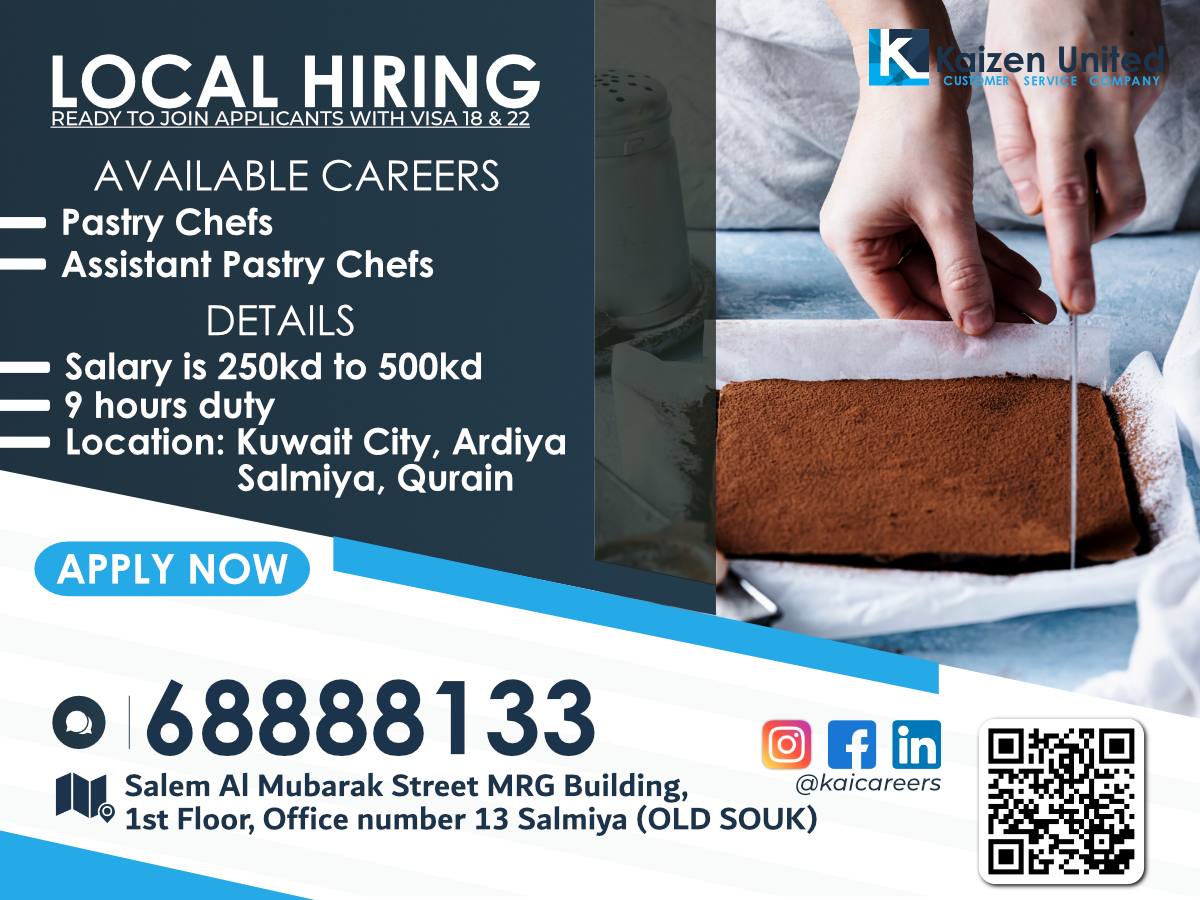 LOCAL HIRING
READY TO JOIN APPLICANTS WITH VISA 18 & 22
AVAILABLE CAREERS
Pastry Chefs
Assistant Pastry Chefs
DETAILS
Salary is 250kd to 500kd
9 hours duty
Location: Kuwait City, Ardiya
Salmiya, Qurain
APPLY NOW
Kaizen United
CUSTOMER SERVICE COMPANY
68888133
Salem Al Mubarak Street MRG Building,
1st Floor, Office number 13 Salmiya (OLD SOUK)
@kaicareers